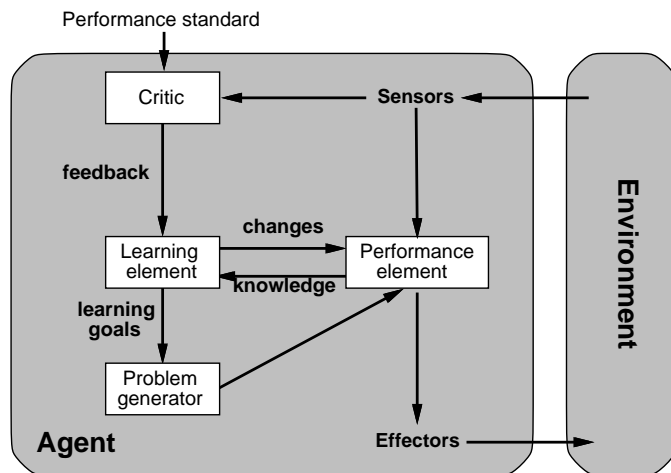 Performance standard
Critic
Sensors
feedback
changes
Learning
element
Performance
element
knowledge
learning
goals
Problem
generator
Agent
Effectors
Environment